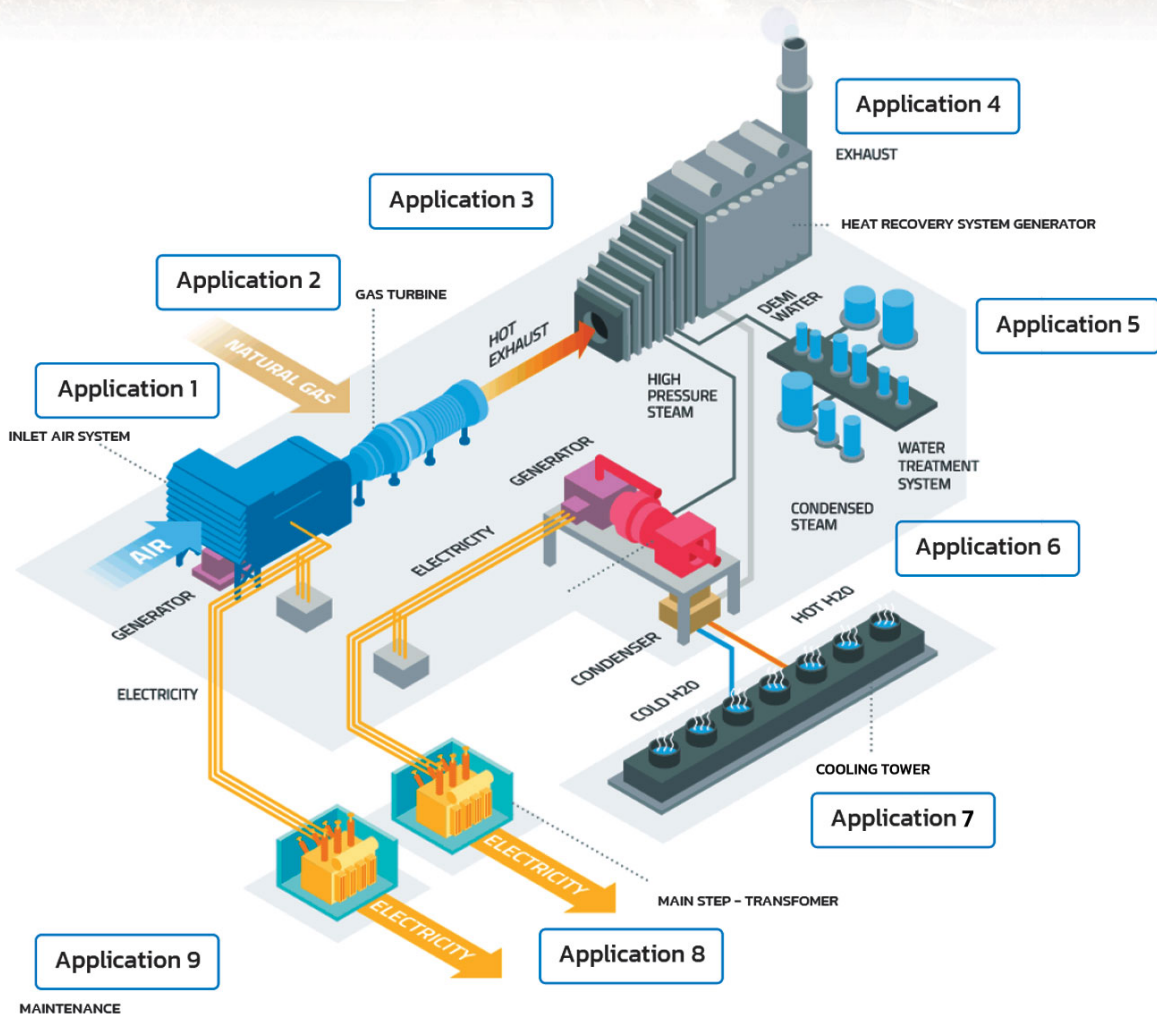 Application 4
EXHAUST
Application 3
HEAT RECOVERY SYSTEM GENERATOR
Application 2
GAS TURBINE
DEMI
WATER
Application 5
NATURAL GAS
HOT
EXHAUST
Application 1
HIGH
PRESSURE
STEAM
INLET AIR SYSTEM
GENERATOR
WATER
TREATMENT
SYSTEM
CONDENSED
STEAM
AIR
ELECTRICITY
Application 6
GENERATOR
HOT H2O
CONDENSER
ELECTRICITY
COLD H2O
COOLING TOWER
Application 7
ELECTRICITY
MAIN STEP - TRANSFOMER
ELECTRICITY
Application 8
Application 9
MAINTENANCE